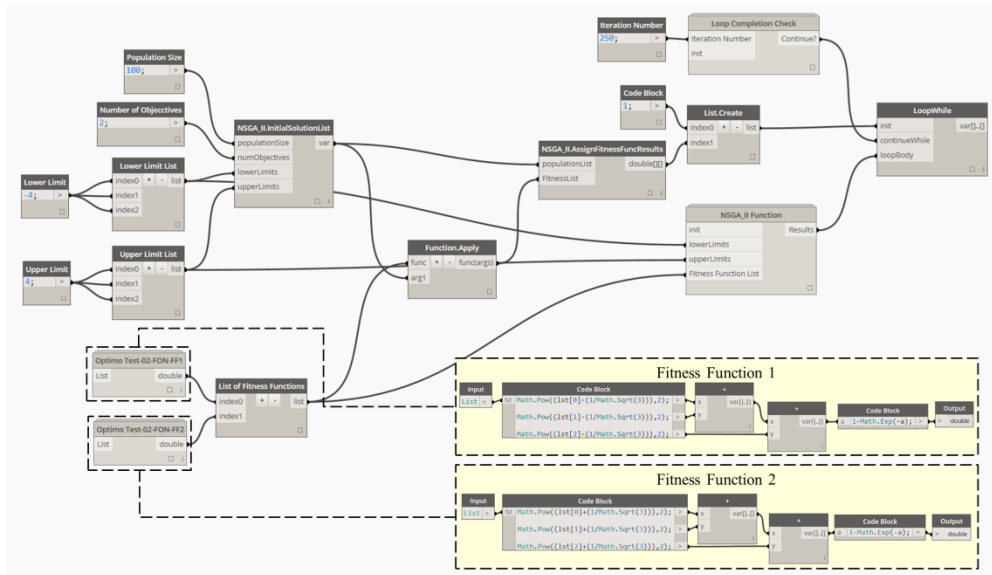 Iteration Number
250; >
Loop Completion Check
Iteration Number Continue?
init
Population Size
100; >
Number of Objecctives
2; >
Code Block
1; >
List.Create
index0 + - list
index1
LoopWhile
init var[]..[]
continueWhile
loopBody
NSGA_II.InitialSolutionList
populationSize var
numObjectives
lowerLimits
upperLimits
NSGA_II.AssignFitnessFuncResults
populationList double[][]
FitnessList
Lower Limit List
index0 + - list
index1
index2
Lower Limit
-4; >
NSGA_II Function
init Results
lowerLimits
upperLimits
Fitness Function List
Upper Limit List
index0 + - list
index1
index2
Upper Limit
4; >
Function.Apply
func + - func(args)
arg1
Optimo Test-02-FON-FF1
List double
List of Fitness Functions
index0 + - list
index1
Optimo Test-02-FON-FF2
List double
Fitness Function 1
Input
List >
Code Block
lst Math.Pow((lst[0]-(1/Math.Sqrt(3))),2); >
Math.Pow((lst[1]-(1/Math.Sqrt(3))),2); >
Math.Pow((lst[2]-(1/Math.Sqrt(3))),2); >
+
x var[]..[]
y
+
x var[]..[]
y
Code Block
a 1-Math.Exp(-a); >
Output
> double
Fitness Function 2
Input
List >
Code Block
lst Math.Pow((lst[0]+(1/Math.Sqrt(3))),2); >
Math.Pow((lst[1]+(1/Math.Sqrt(3))),2); >
Math.Pow((lst[2]+(1/Math.Sqrt(3))),2); >
+
x var[]..[]
y
+
x var[]..[]
y
Code Block
a 1-Math.Exp(-a); >
Output
> double